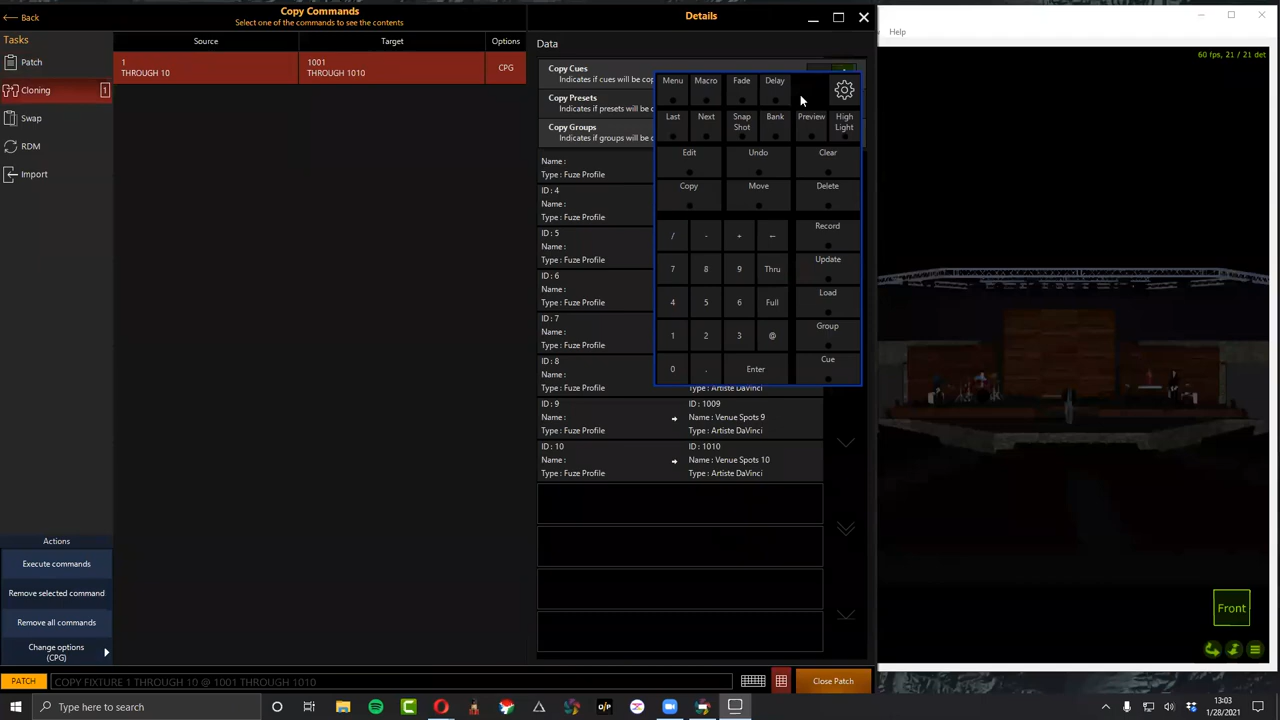 Back
Copy Commands
Select one of the commands to see the contents
Details
Help
Tasks
Source
Target
Options
Data
60 fps, 21 / 21 det
Patch
Cloning
1
Swap
RDM
Import
1
THROUGH 10
1001
THROUGH 1010
CPG
Copy Cues
Indicates if cues will be cop
Copy Presets
Indicates if presets will be c
Copy Groups
Indicates if groups will be c
Name :
Type : Fuze Profile
ID : 4
Name :
Type : Fuze Profile
ID : 5
Name :
Type : Fuze Profile
ID : 6
Name :
Type : Fuze Profile
ID : 7
Name :
Type : Fuze Profile
ID : 8
Name :
Type : Fuze Profile
Type : Artiste DaVinci
ID : 9
Name :
Type : Fuze Profile
ID : 1009
Name : Venue Spots 9
Type : Artiste DaVinci
ID : 10
Name :
Type : Fuze Profile
ID : 1010
Name : Venue Spots 10
Type : Artiste DaVinci
Menu Macro Fade Delay
Last Next Snap Shot Bank Preview High Light
Edit Undo Clear
Copy Move Delete
/ - + ← Record
7 8 9 Thru Update
4 5 6 Full Load
1 2 3 @ Group
0 . Enter Cue
Front
Actions
Execute commands
Remove selected command
Remove all commands
Change options
(CPG)
PATCH
COPY FIXTURE 1 THROUGH 10 @ 1001 THROUGH 1010
Close Patch
Type here to search
o/p
13:03
1/28/2021